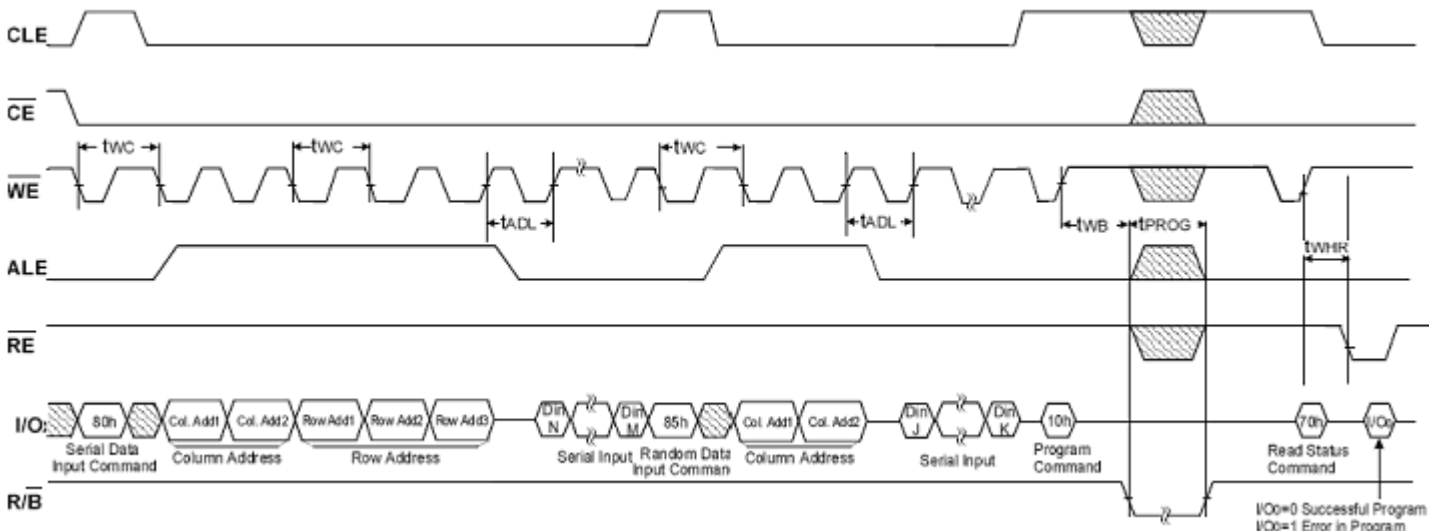 CLE
CE
tWC tWC tWC
WE
tADL tADL tWB tPROG
tWHR
ALE
RE
I/O: 80h Col. Add1 Col. Add2 Row Add1 Row Add2 Row Add3 Din N Din M 85h Col. Add1 Col. Add2 Din J Din K 10h 70h I/O0
Serial Data Input Command
Column Address
Row Address
Serial Input
Random Data Input Comman
Column Address
Serial Input
Program Command
Read Status Command
R/B
I/O0=0 Successful Program
I/O0=1 Error in Program